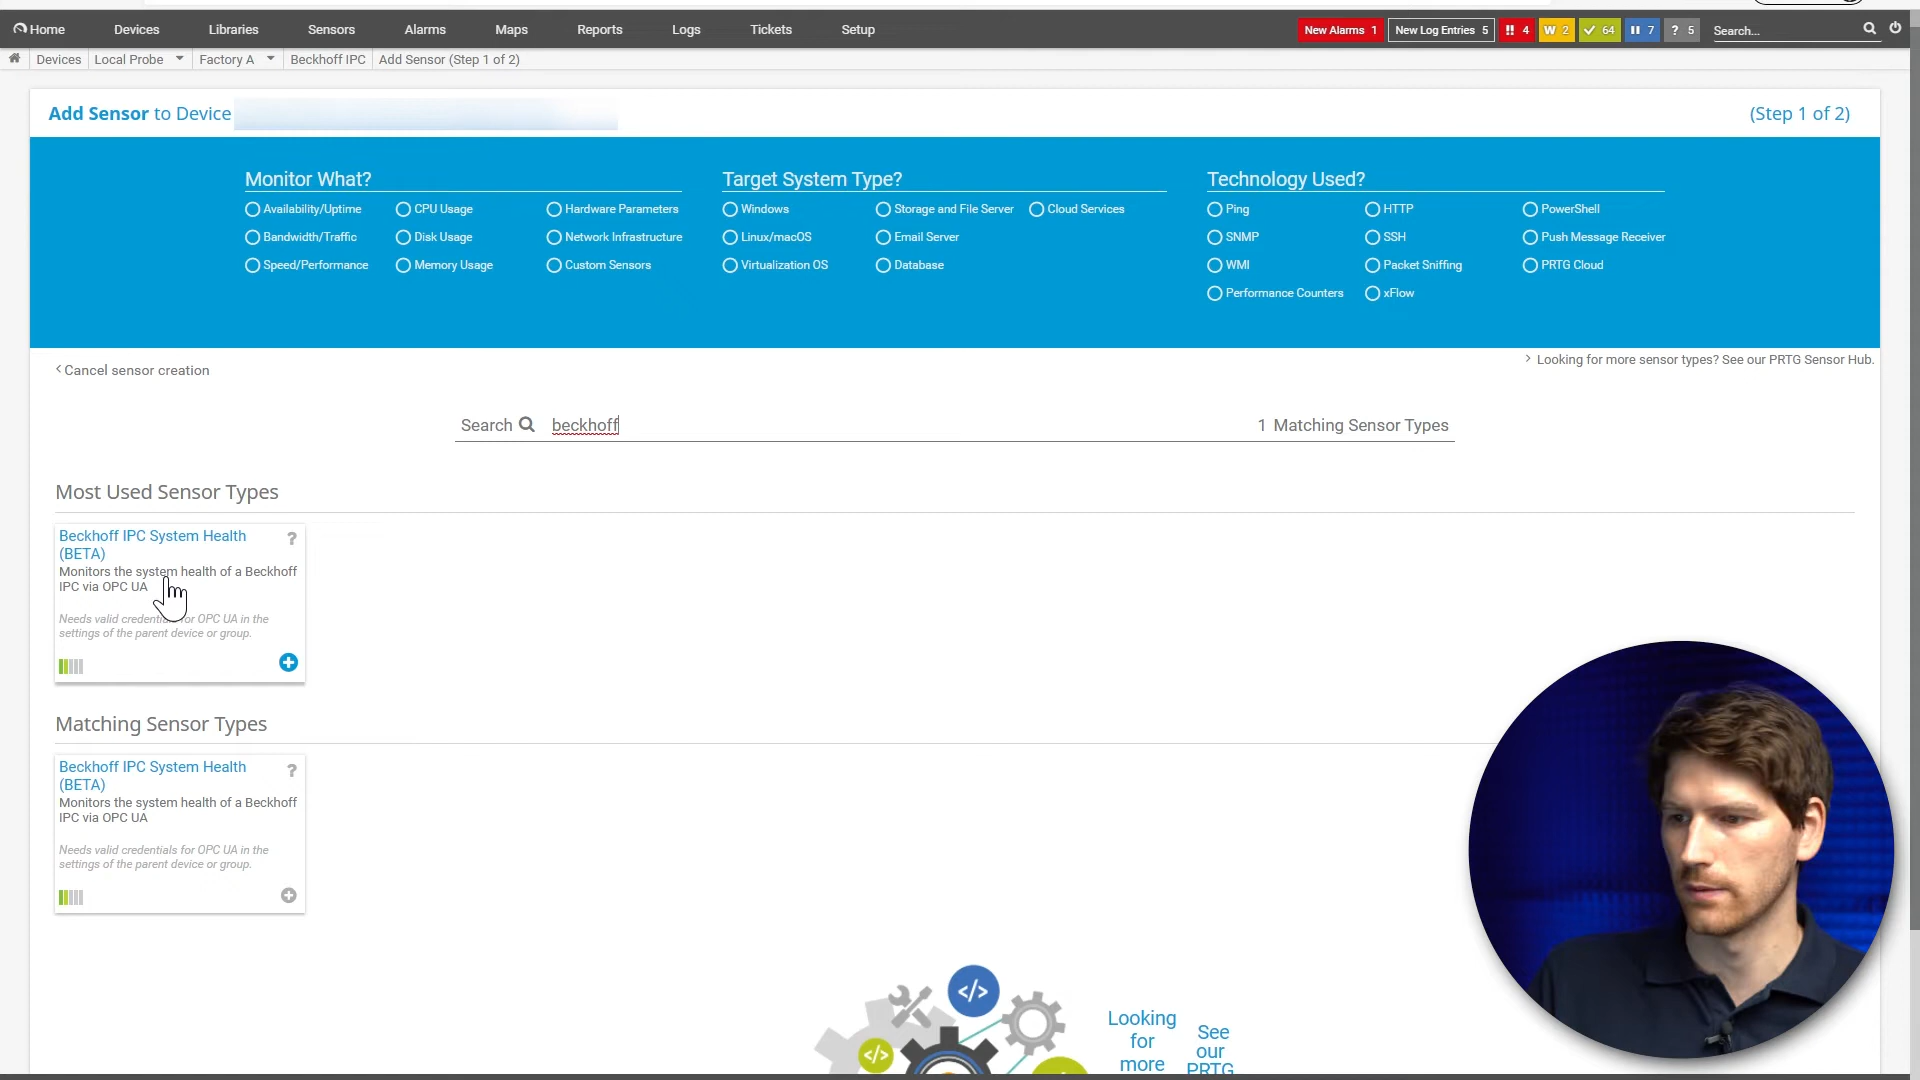 Home Devices Libraries Sensors Alarms Maps Reports Logs Tickets Setup New Alarms 1 New Log Entries 5 !! 4 W 2 64 7 ? 5 Search...
Devices Local Probe Factory A Beckhoff IPC Add Sensor (Step 1 of 2)
Add Sensor to Device (Step 1 of 2)
Monitor What?
Availability/Uptime CPU Usage Hardware Parameters
Bandwidth/Traffic Disk Usage Network Infrastructure
Speed/Performance Memory Usage Custom Sensors
Target System Type?
Windows Storage and File Server Cloud Services
Linux/macOS Email Server
Virtualization OS Database
Technology Used?
Ping HTTP PowerShell
SNMP SSH Push Message Receiver
WMI Packet Sniffing PRTG Cloud
Performance Counters xFlow
< Cancel sensor creation
> Looking for more sensor types? See our PRTG Sensor Hub.
Search beckhoff 1 Matching Sensor Types
Most Used Sensor Types
Beckhoff IPC System Health ?
(BETA)
Monitors the system health of a Beckhoff
IPC via OPC UA
Needs valid credentials for OPC UA in the
settings of the parent device or group.
Matching Sensor Types
Beckhoff IPC System Health ?
(BETA)
Monitors the system health of a Beckhoff
IPC via OPC UA
Needs valid credentials for OPC UA in the
settings of the parent device or group.
</>
</>
Looking
for
more
See
our
PRTG